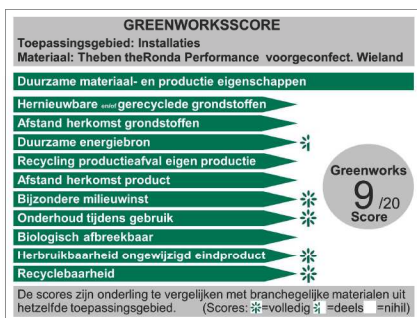 GREENWORKSSCORE
Toepassingsgebied: Installaties
Materiaal: Theben theRonda Performance voorgeconfect. Wieland
Duurzame materiaal- en productie eigenschappen
Hernieuwbare en/of gerecyclede grondstoffen
Afstand herkomst grondstoffen
Duurzame energiebron
Recycling productieafval eigen productie
Afstand herkomst product
Bijzondere milieuwinst
Onderhoud tijdens gebruik
Biologisch afbreekbaar
Herbruikbaarheid ongewijzigd eindproduct
Recyclebaarheid
Greenworks
9 /20
Score
De scores zijn onderling te vergelijken met branchegelijke materialen uit
hetzelfde toepassingsgebied. (Scores: =volledig =deels =nihil)